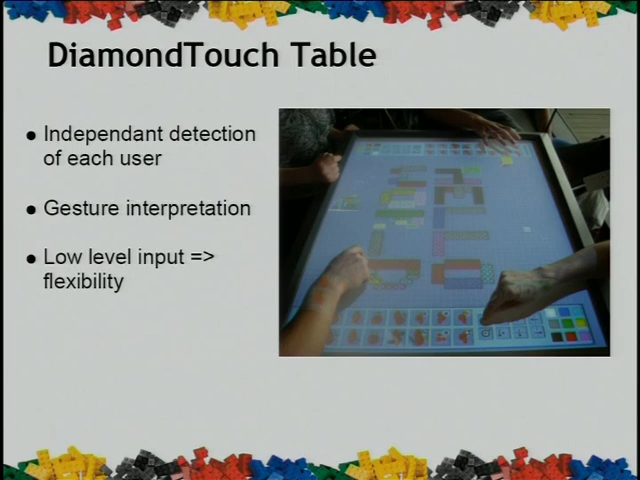 DiamondTouch Table
● Independant detection
of each user
● Gesture interpretation
● Low level input =>
flexibility